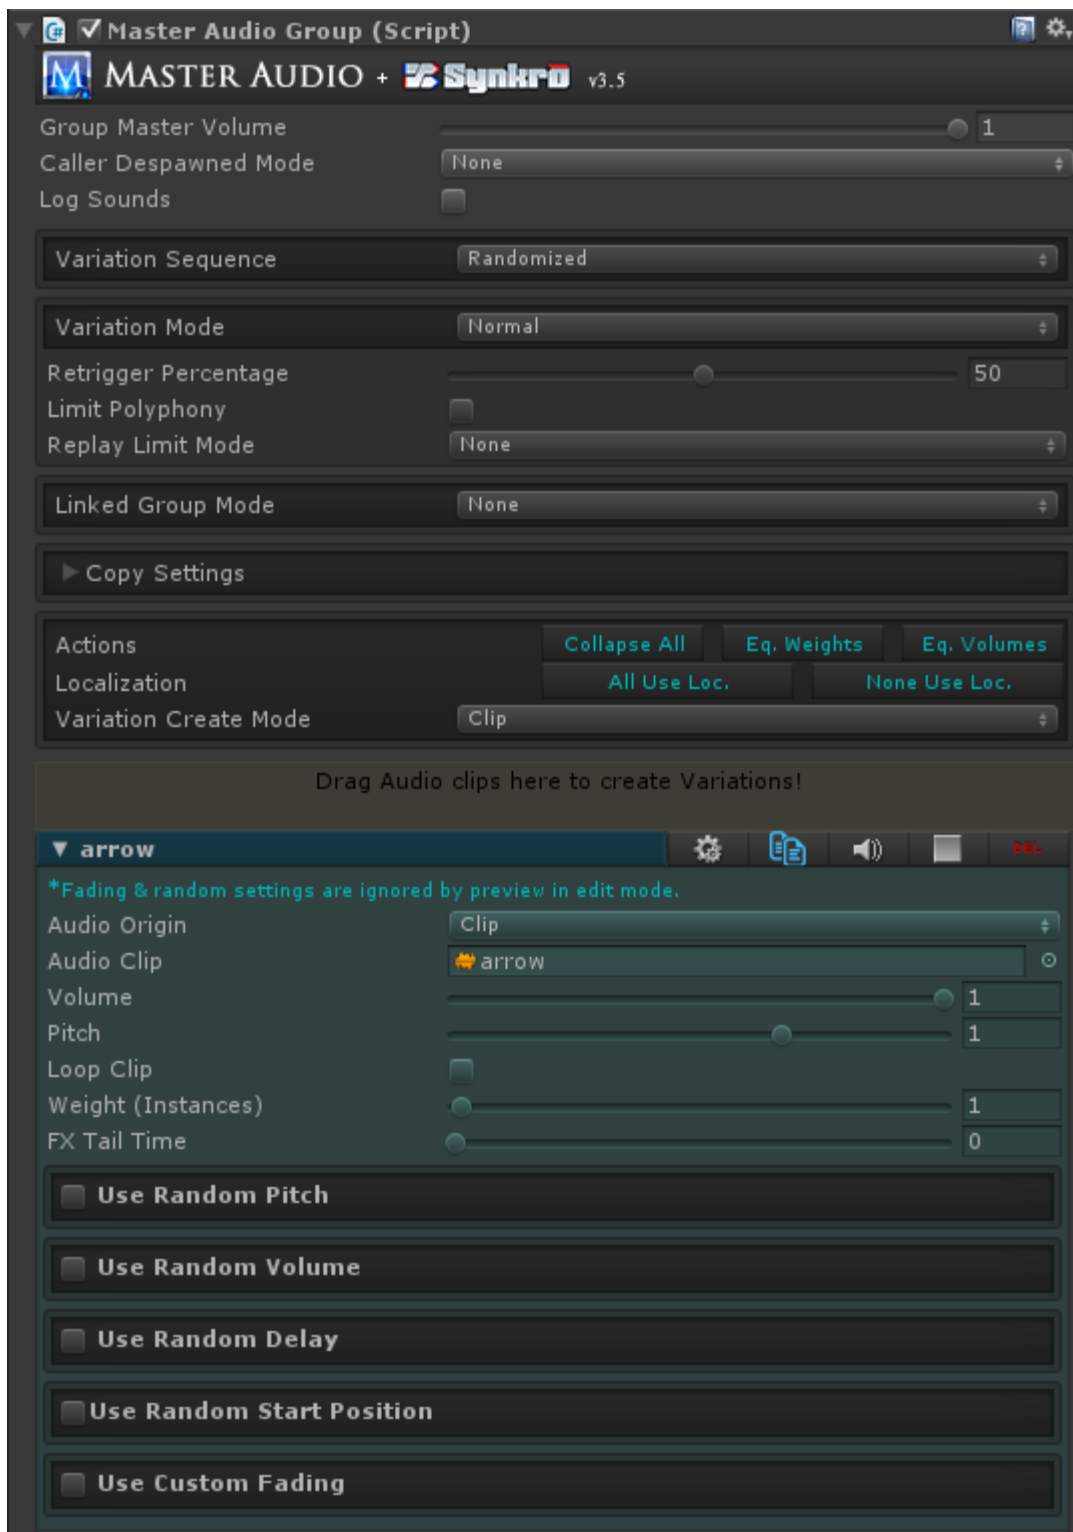 Master Audio Group (Script)
MASTER AUDIO + Synkro v3.5
Group Master Volume 1
Caller Despawned Mode None
Log Sounds
Variation Sequence Randomized
Variation Mode Normal
Retrigger Percentage 50
Limit Polyphony
Replay Limit Mode None
Linked Group Mode None
Copy Settings
Actions Collapse All Eq. Weights Eq. Volumes
Localization All Use Loc. None Use Loc.
Variation Create Mode Clip
Drag Audio clips here to create Variations!
arrow DEL
*Fading & random settings are ignored by preview in edit mode.
Audio Origin Clip
Audio Clip arrow
Volume 1
Pitch 1
Loop Clip
Weight (Instances) 1
FX Tail Time 0
Use Random Pitch
Use Random Volume
Use Random Delay
Use Random Start Position
Use Custom Fading